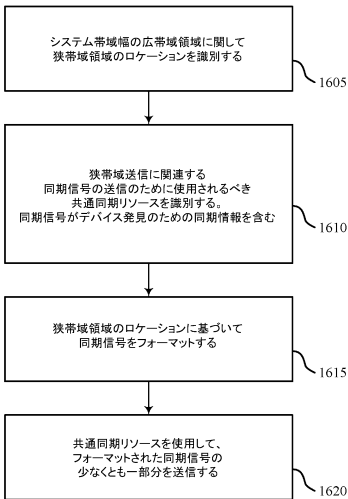 システム帯域幅の広帯域領域に関して
狭帯域領域のロケーションを識別する
1605
狭帯域送信に関連する
同期信号の送信のために使用されるべき
共通同期リソースを識別する。
同期信号がデバイス発見のための同期情報を含む
1610
狭帯域領域のロケーションに基づいて
同期信号をフォーマットする
1615
共通同期リソースを使用して、
フォーマットされた同期信号の
少なくとも一部分を送信する
1620